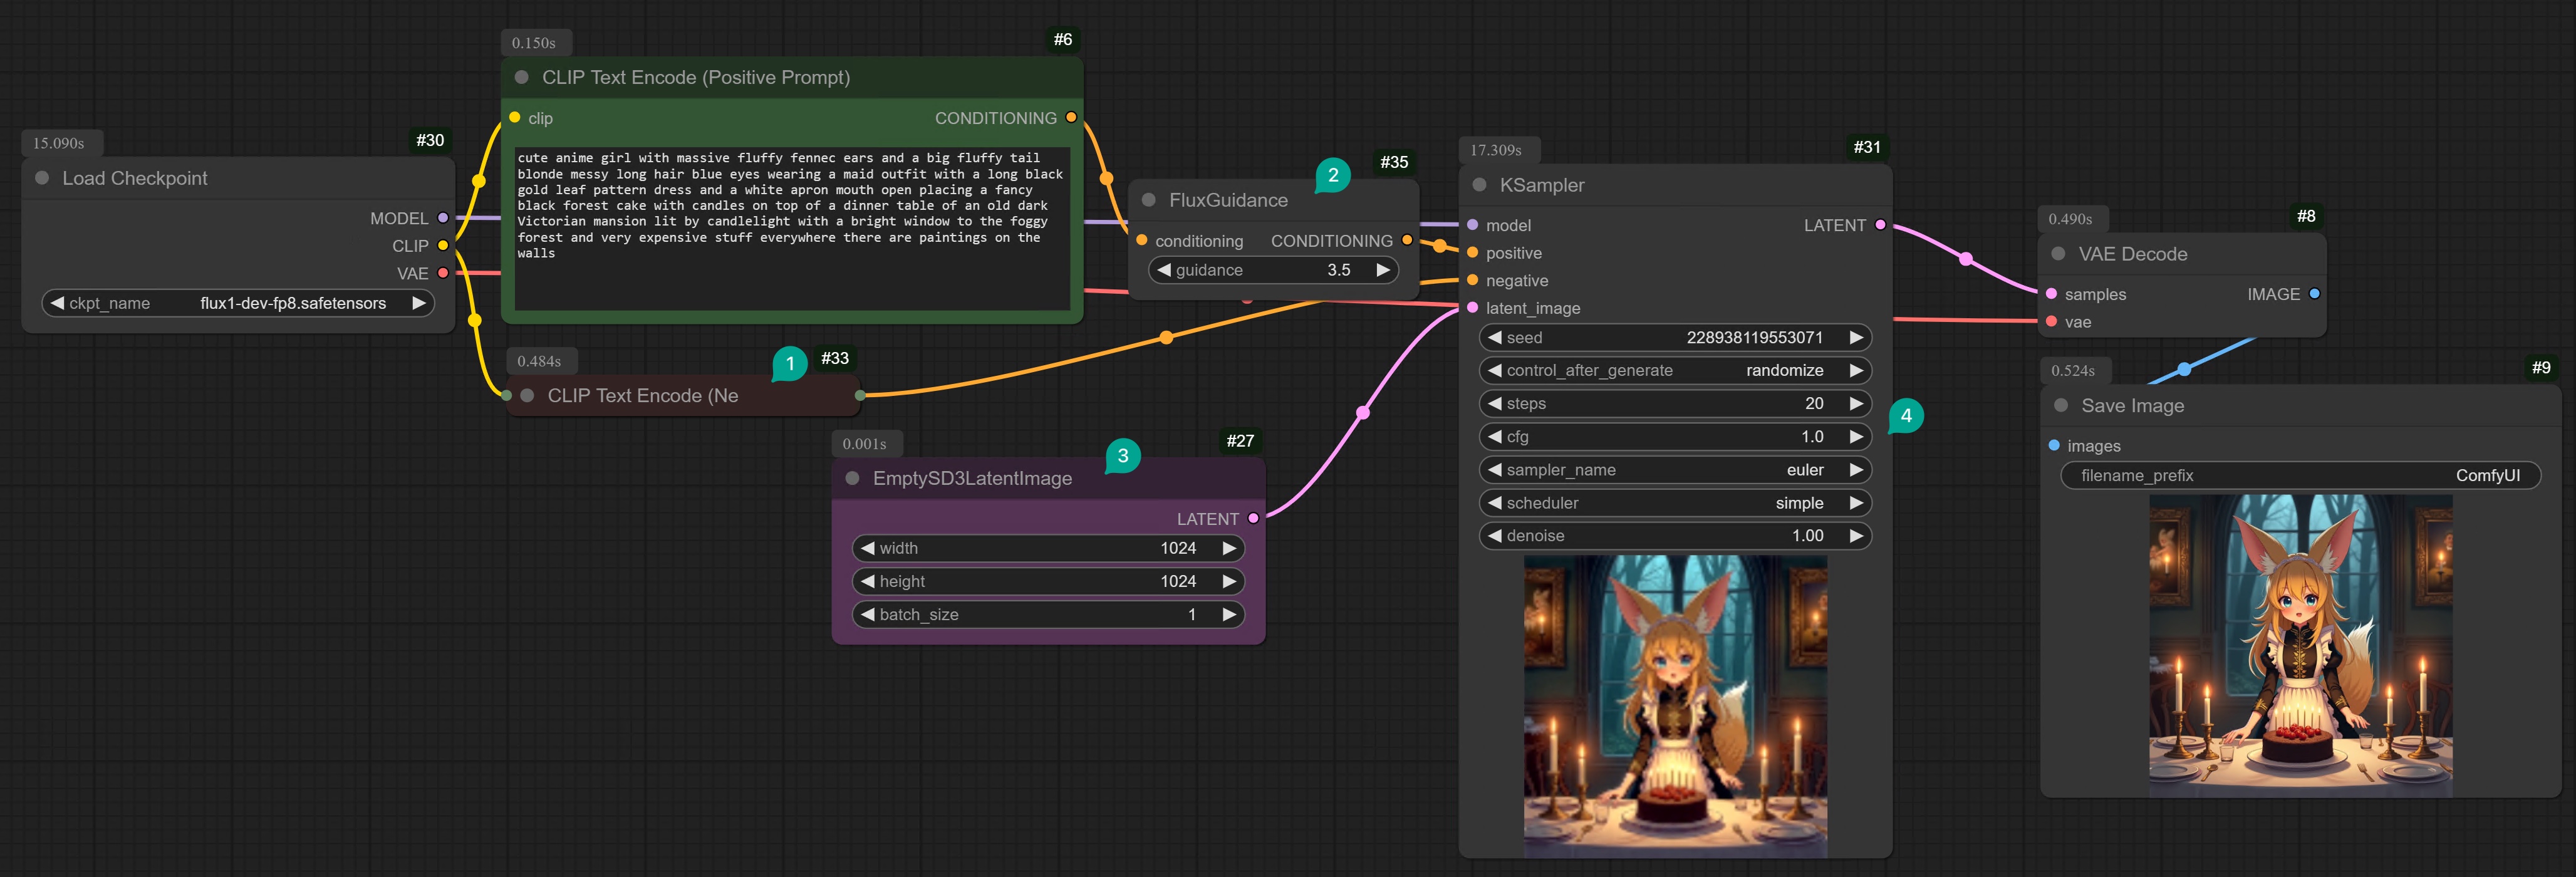 15.090s
#30
Load Checkpoint
MODEL
CLIP
VAE
ckpt_name flux1-dev-fp8.safetensors
0.150s
#6
CLIP Text Encode (Positive Prompt)
clip CONDITIONING
cute anime girl with massive fluffy fennec ears and a big fluffy tail
blonde messy long hair blue eyes wearing a maid outfit with a long black
gold leaf pattern dress and a white apron mouth open placing a fancy
black forest cake with candles on top of a dinner table of an old dark
Victorian mansion lit by candlelight with a bright window to the foggy
forest and very expensive stuff everywhere there are paintings on the
walls
0.484s
1
#33
CLIP Text Encode (Ne
2
#35
FluxGuidance
conditioning CONDITIONING
guidance 3.5
0.001s
3
#27
EmptySD3LatentImage
LATENT
width 1024
height 1024
batch_size 1
17.309s
#31
KSampler
model LATENT
positive
negative
latent_image
seed 228938119553071
control_after_generate randomize
steps 20
4
cfg 1.0
sampler_name euler
scheduler simple
denoise 1.00
0.490s
#8
VAE Decode
samples IMAGE
vae
0.524s
#9
Save Image
images
filename_prefix ComfyUI